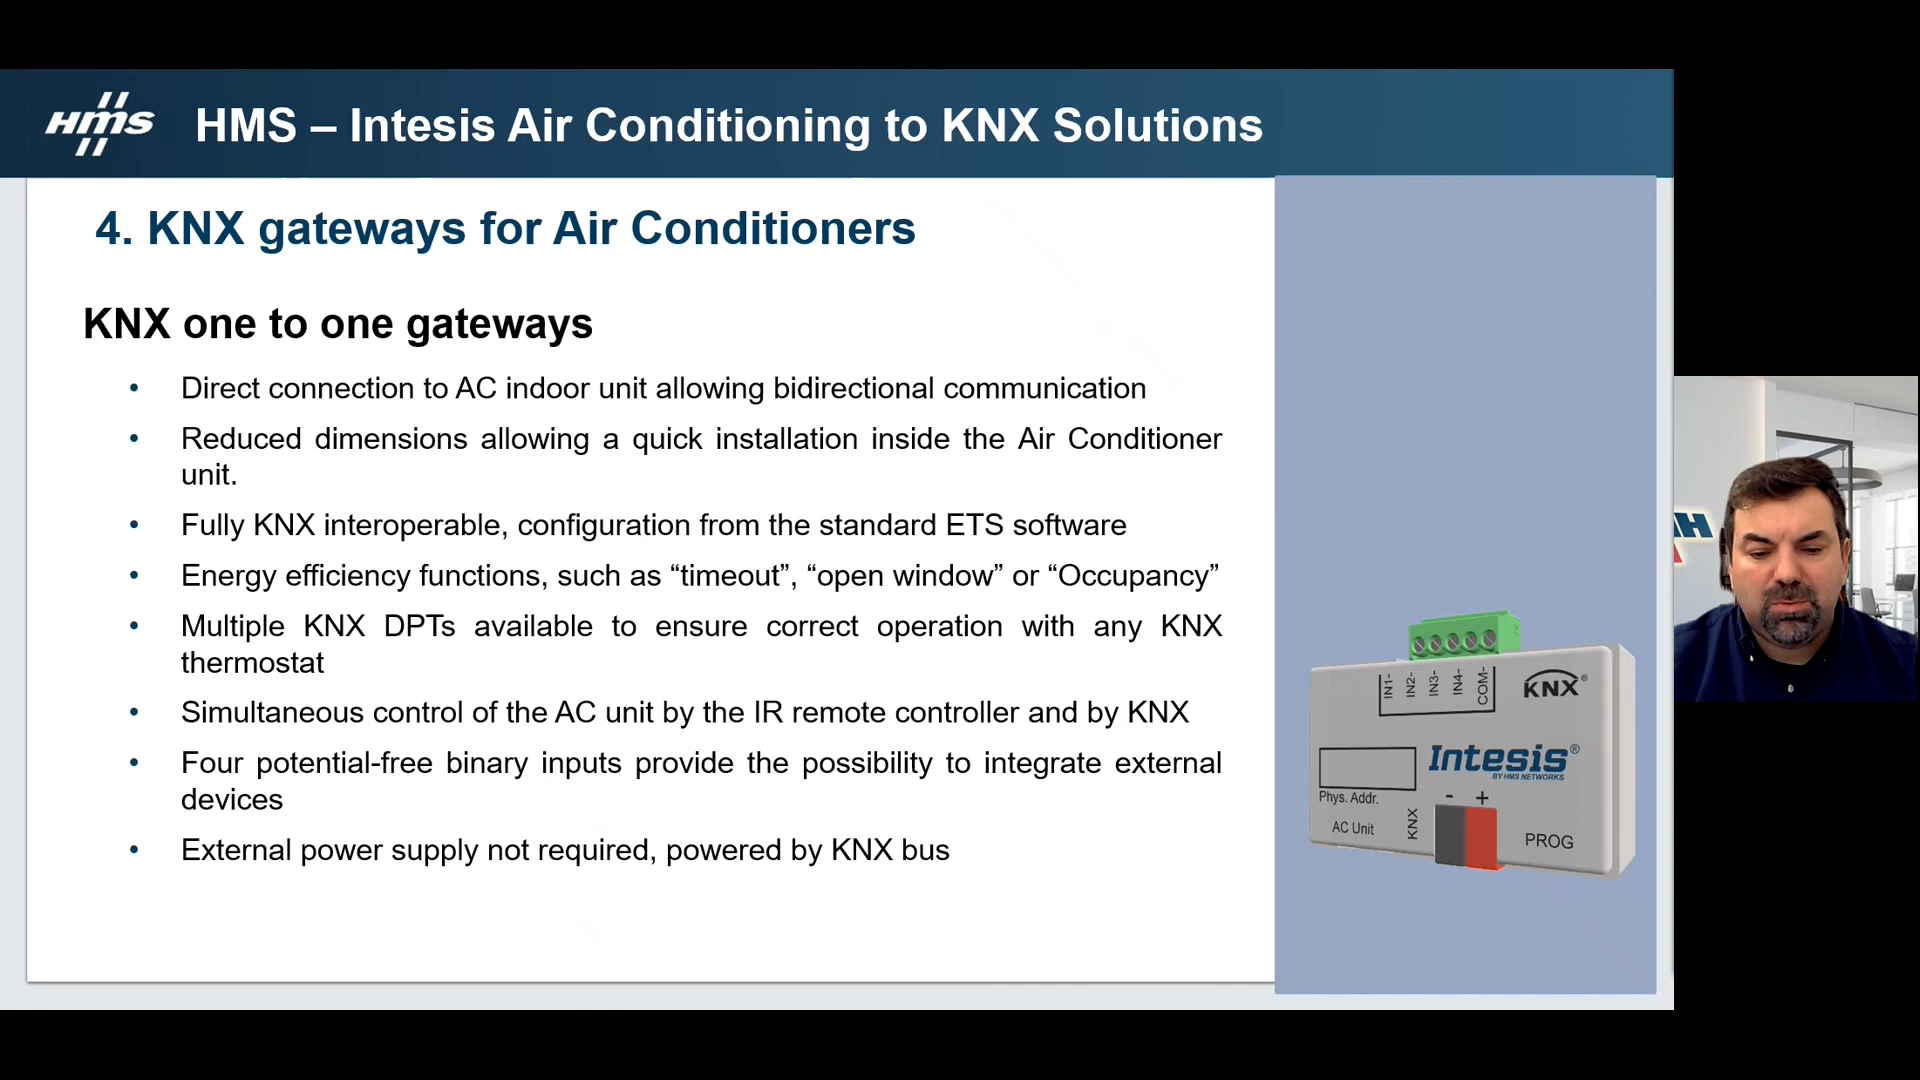 HMS
HMS – Intesis Air Conditioning to KNX Solutions
4. KNX gateways for Air Conditioners
KNX one to one gateways
• Direct connection to AC indoor unit allowing bidirectional communication
• Reduced dimensions allowing a quick installation inside the Air Conditioner
unit.
• Fully KNX interoperable, configuration from the standard ETS software
• Energy efficiency functions, such as “timeout”, “open window” or “Occupancy”
• Multiple KNX DPTs available to ensure correct operation with any KNX
thermostat
• Simultaneous control of the AC unit by the IR remote controller and by KNX
• Four potential-free binary inputs provide the possibility to integrate external
devices
• External power supply not required, powered by KNX bus
IN1- IN2- IN3- IN4- COM-
KNX®
Intesis®
BY HMS NETWORKS
Phys. Addr.
- +
AC Unit
KNX
PROG
H